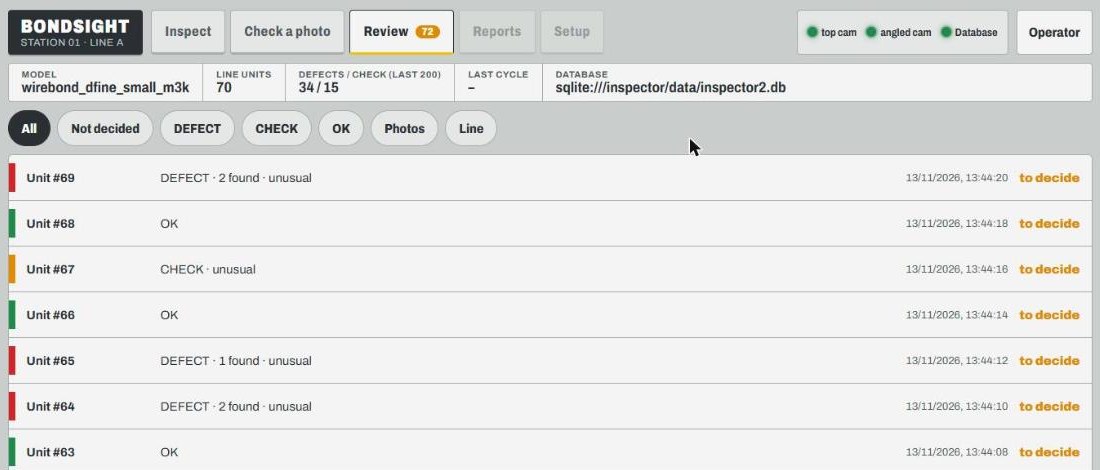 BONDSIGHT
STATION 01 · LINE A
Inspect
Check a photo
Review 72
Reports
Setup
top cam
angled cam
Database
Operator
MODEL
wirebond_dfine_small_m3k
LINE UNITS
70
DEFECTS / CHECK (LAST 200)
34 / 15
LAST CYCLE
–
DATABASE
sqlite:///inspector/data/inspector2.db
All
Not decided
DEFECT
CHECK
OK
Photos
Line
Unit #69 DEFECT · 2 found · unusual 13/11/2026, 13:44:20 to decide
Unit #68 OK 13/11/2026, 13:44:18 to decide
Unit #67 CHECK · unusual 13/11/2026, 13:44:16 to decide
Unit #66 OK 13/11/2026, 13:44:14 to decide
Unit #65 DEFECT · 1 found · unusual 13/11/2026, 13:44:12 to decide
Unit #64 DEFECT · 2 found · unusual 13/11/2026, 13:44:10 to decide
Unit #63 OK 13/11/2026, 13:44:08 to decide